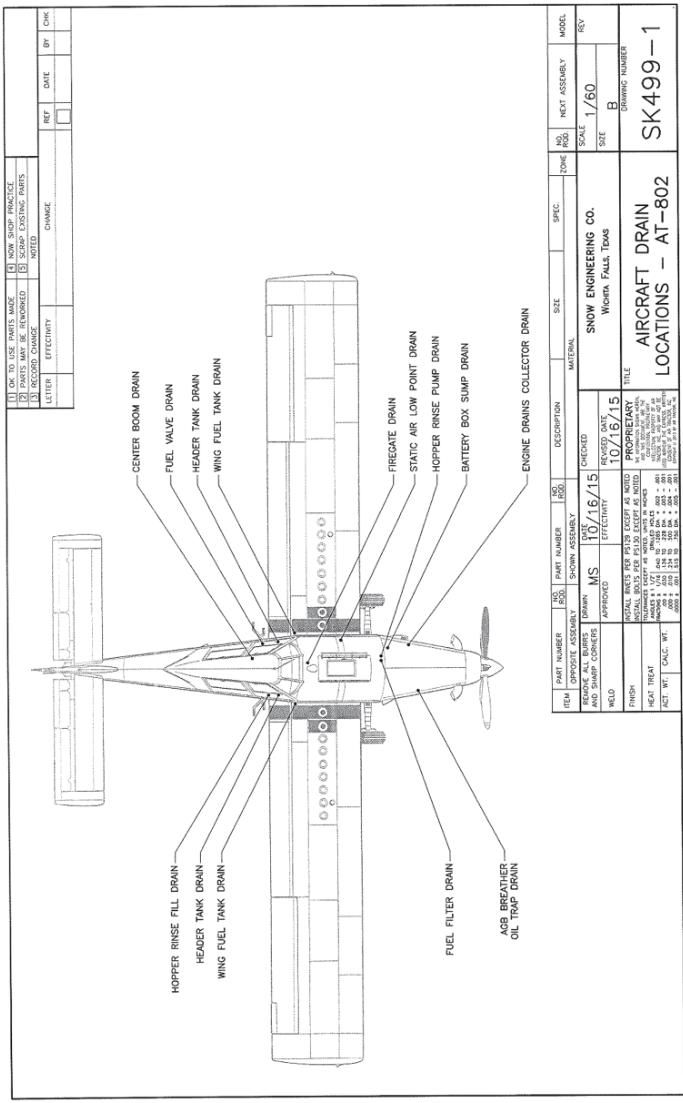 1 OK TO USE PARTS MADE
2 PARTS MAY BE REWORKED
3 RECORD CHANGE
4 NOW SHOP PRACTICE
5 SCRAP EXISTING PARTS
NOTED
LETTER EFFECTIVITY CHANGE REF DATE BY CHK
CENTER BOOM DRAIN
FUEL VALVE DRAIN
HEADER TANK DRAIN
WING FUEL TANK DRAIN
FIREGATE DRAIN
STATIC AIR LOW POINT DRAIN
HOPPER RINSE PUMP DRAIN
BATTERY BOX SUMP DRAIN
ENGINE DRAINS COLLECTOR DRAIN
HOPPER RINSE FILL DRAIN
HEADER TANK DRAIN
WING FUEL TANK DRAIN
FUEL FILTER DRAIN
AGB BREATHER
OIL TRAP DRAIN
ITEM PART NUMBER NO. RQD. PART NUMBER NO. RQD. DESCRIPTION SIZE SPEC. ZONE NO. RQD. NEXT ASSEMBLY MODEL
OPPOSITE ASSEMBLY SHOWN ASSEMBLY MATERIAL
REMOVE ALL BURRS
AND SHARP CORNERS
DRAWN MS
DATE 10/16/15
CHECKED
WELD
APPROVED
EFFECTIVITY
REVISED DATE
10/16/15
SNOW ENGINEERING CO.
WICHITA FALLS, TEXAS
SCALE 1/60
REV
SIZE B
FINISH
HEAT TREAT
ACT. WT. CALC. WT.
INSTALL RIVETS PER PS129 EXCEPT AS NOTED
INSTALL BOLTS PER PS130 EXCEPT AS NOTED
TOLERANCES EXCEPT AS NOTED. UNITS IN INCHES
PROPRIETARY
TITLE
AIRCRAFT DRAIN
LOCATIONS - AT-802
DRAWING NUMBER
SK499-1